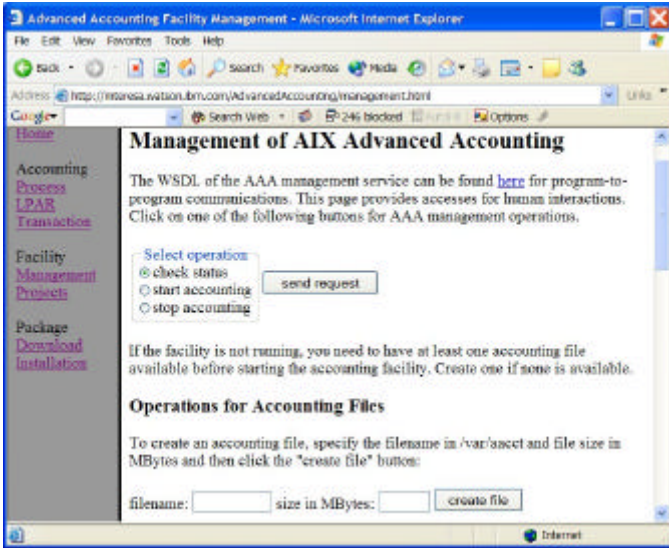 Advanced Accounting Facility Management - Microsoft Internet Explorer
File Edit View Favorites Tools Help
Back Search Favorites Media
Address http://interesa.watson.ibm.com/AdvancedAccounting/management.html Links
Google Search Web 246 blocked Options
Home
Accounting
Process
LPAR
Transaction
Facility
Management
Projects
Package
Download
Installation
Management of AIX Advanced Accounting
The WSDL of the AAA management service can be found here for program-to-
program communications. This page provides accesses for human interactions.
Click on one of the following buttons for AAA management operations.
Select operation
check status
start accounting
stop accounting
send request
If the facility is not running, you need to have at least one accounting file
available before starting the accounting facility. Create one if none is available.
Operations for Accounting Files
To create an accounting file, specify the filename in /var/aacct and file size in
MBytes and then click the "create file" button:
filename: size in MBytes: create file
Internet